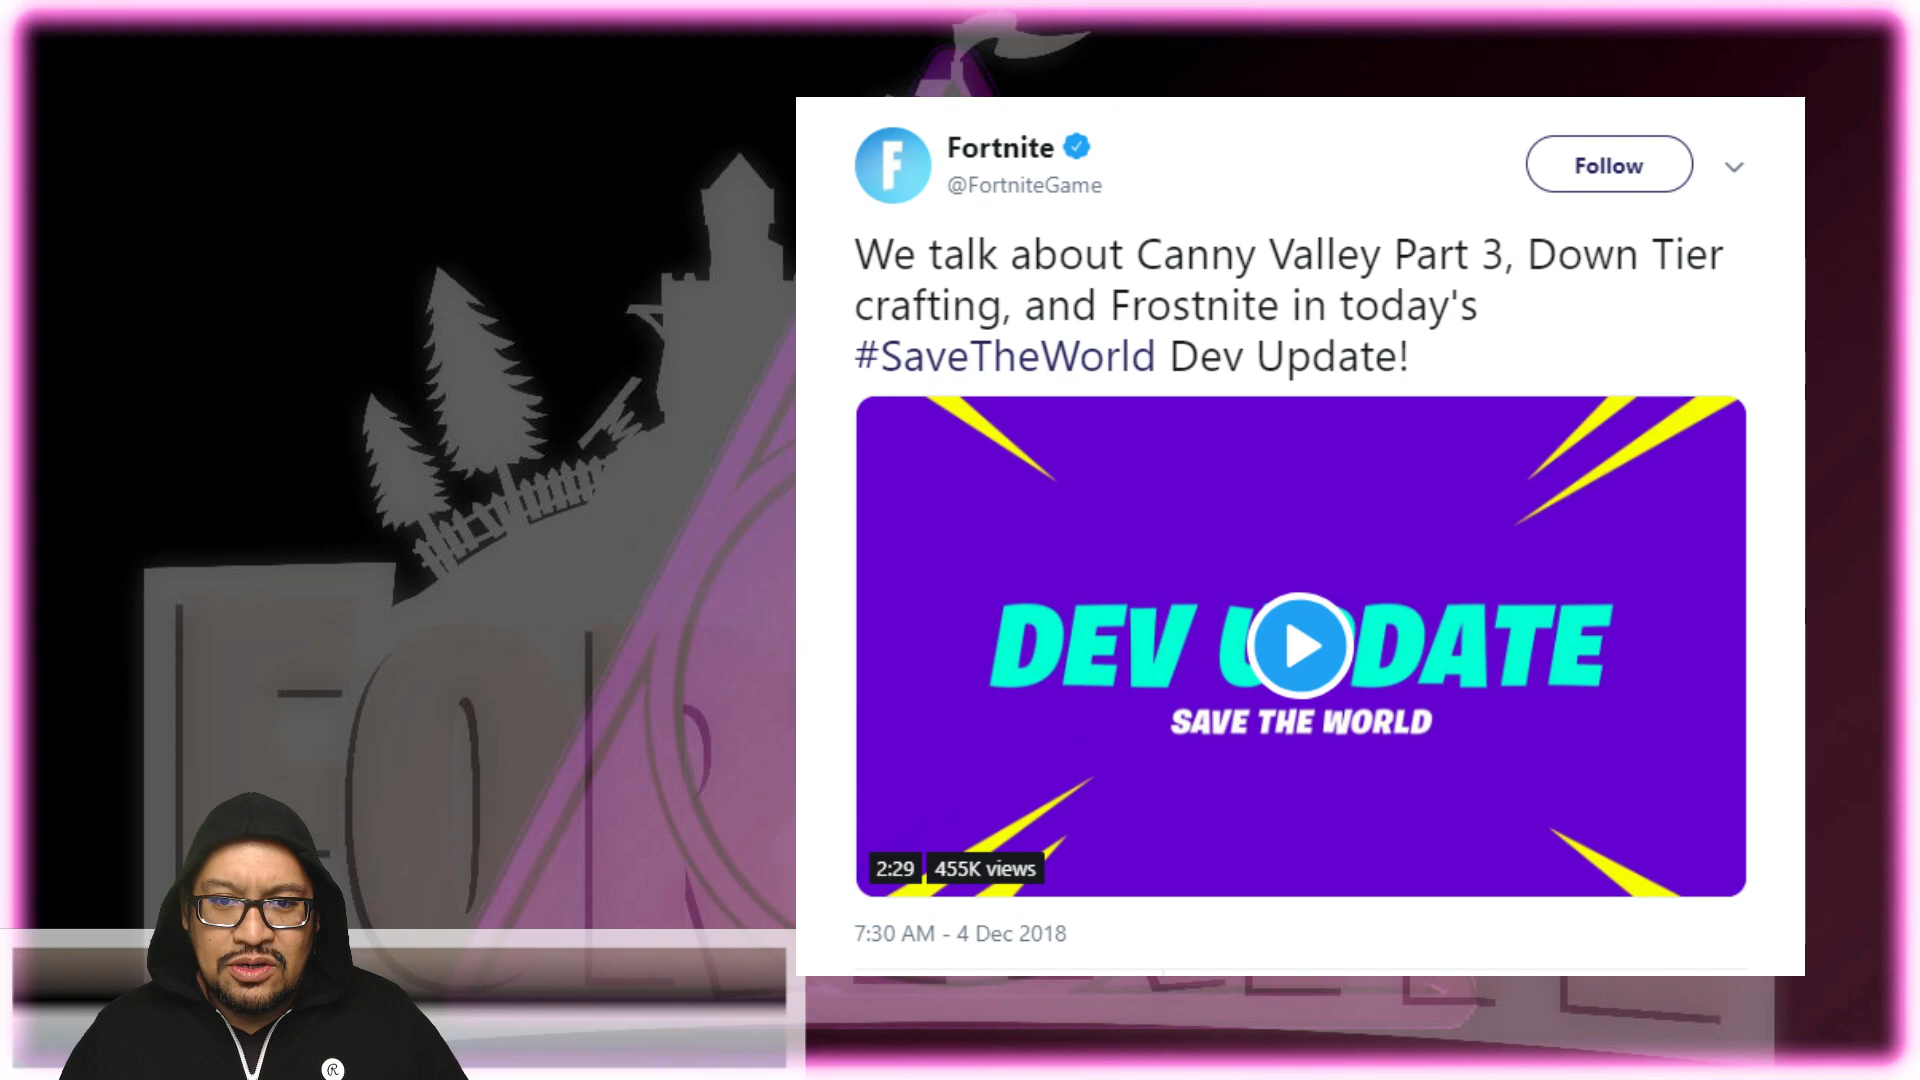 Fortnite
@FortniteGame
Follow
We talk about Canny Valley Part 3, Down Tier
crafting, and Frostnite in today's
#SaveTheWorld Dev Update!
DEV UPDATE
SAVE THE WORLD
2:29 455K views
7:30 AM - 4 Dec 2018